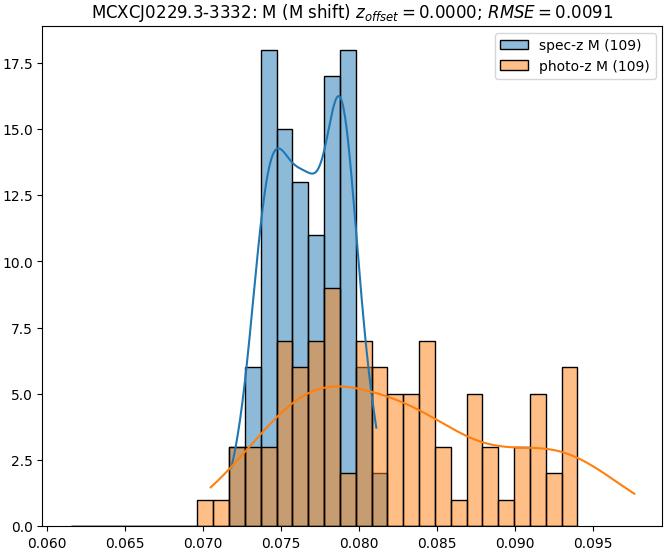 MCXCJ0229.3-3332: M (M shift) z_offset = 0.0000; RMSE = 0.0091
spec-z M (109)
photo-z M (109)
17.5
15.0
12.5
10.0
7.5
5.0
2.5
0.0
0.060 0.065 0.070 0.075 0.080 0.085 0.090 0.095